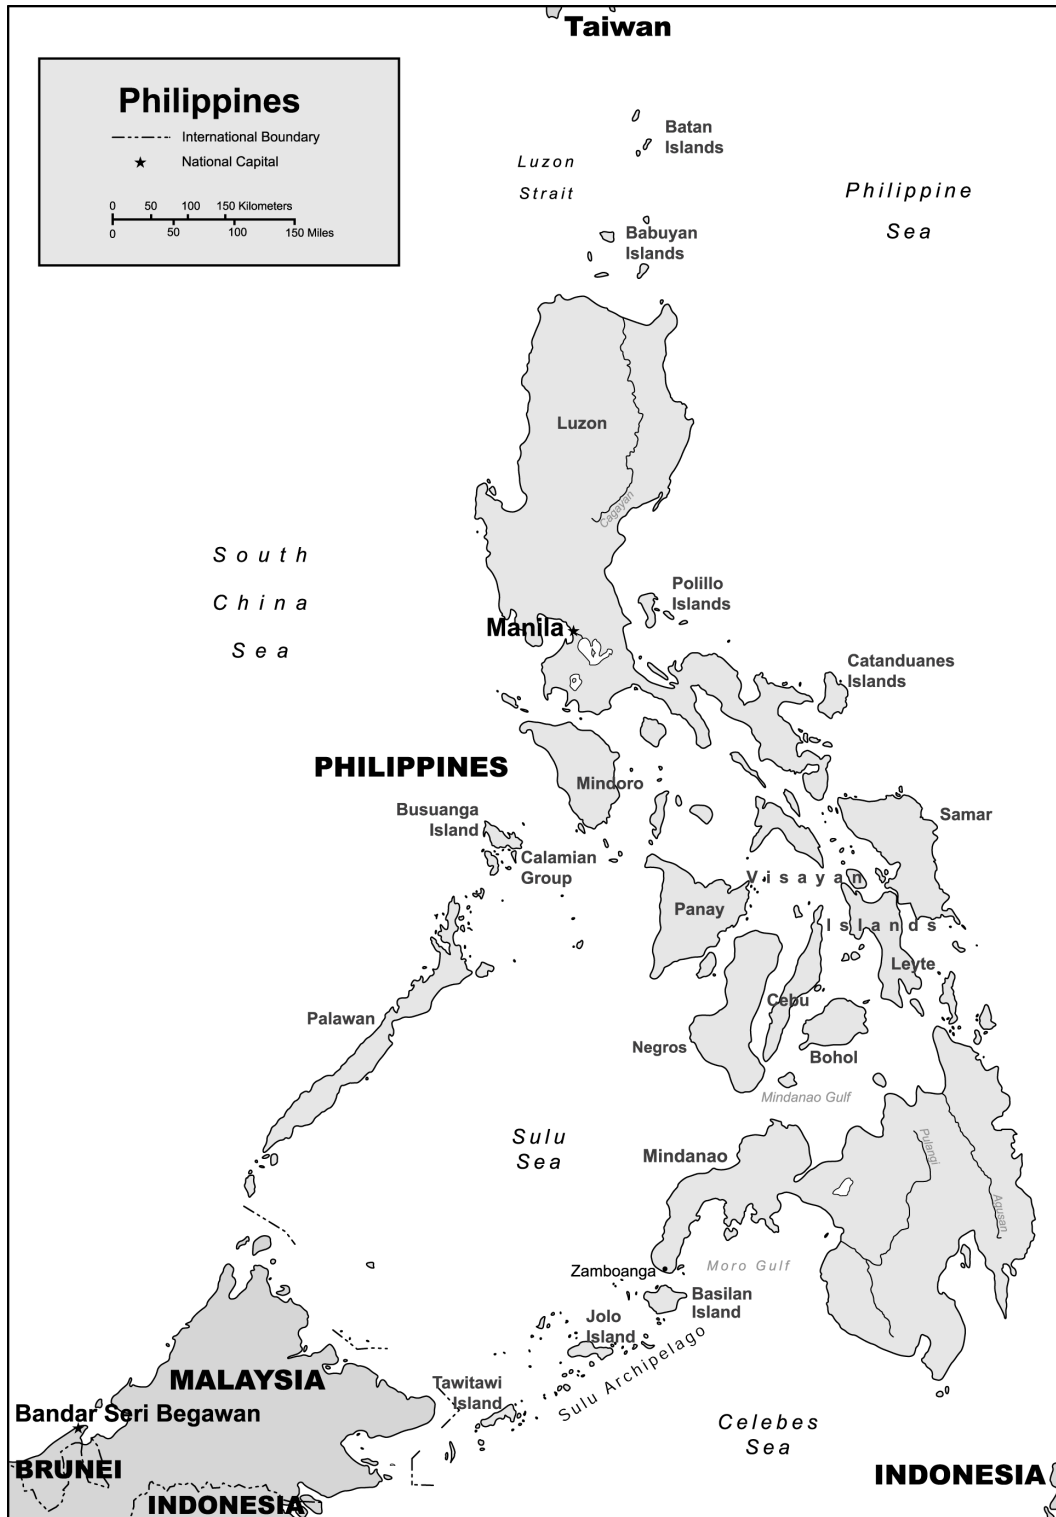 Taiwan
Philippines
International Boundary
National Capital
0 50 100 150 Kilometers
0 50 100 150 Miles
Batan
Islands
Luzon
Strait
Philippine
Sea
Babuyan
Islands
Luzon
Cagayan
South
China
Sea
Polillo
Islands
Manila
Catanduanes
Islands
PHILIPPINES
Mindoro
Busuanga
Island
Samar
Calamian
Group
Visayan
Islands
Panay
Leyte
Cebu
Palawan
Negros
Bohol
Mindanao Gulf
Sulu
Sea
Mindanao
Pulangi
Agusan
Zamboanga
Moro Gulf
Basilan
Island
Jolo
Island
Sulu Archipelago
MALAYSIA
Tawitawi
Island
Bandar Seri Begawan
Celebes
Sea
BRUNEI
INDONESIA
INDONESIA